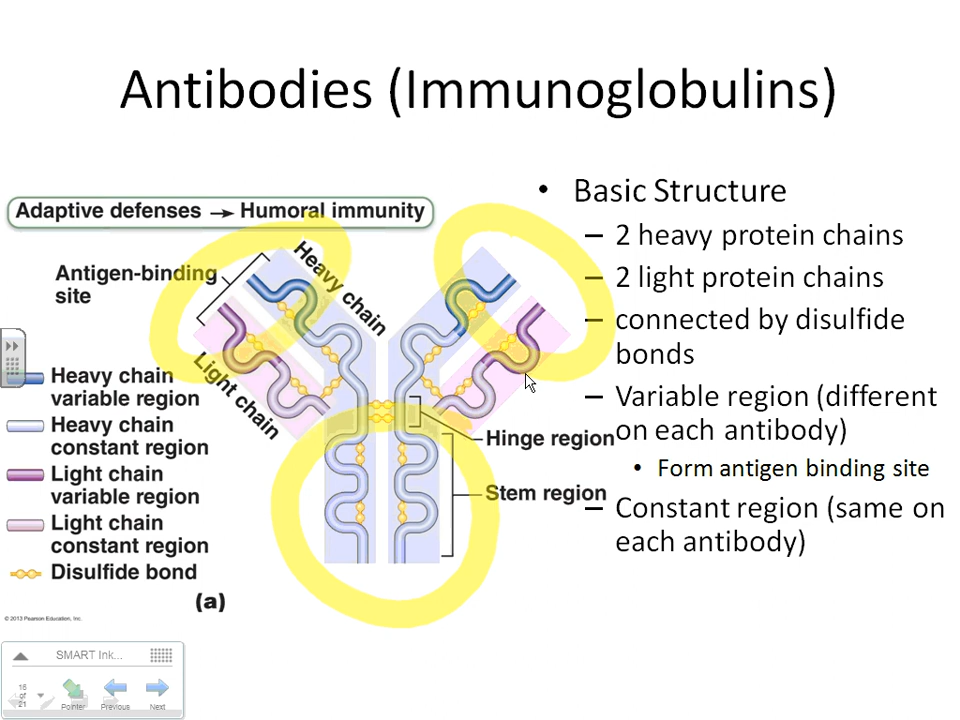 Antibodies (Immunoglobulins)
Adaptive defenses → Humoral immunity
Antigen-binding
site
Heavy chain
Light chain
Heavy chain
variable region
Heavy chain
constant region
Light chain
variable region
Light chain
constant region
Disulfide bond
Hinge region
Stem region
(a)
© 2013 Pearson Education, Inc.
• Basic Structure
– 2 heavy protein chains
– 2 light protein chains
– connected by disulfide
bonds
– Variable region (different
on each antibody)
• Form antigen binding site
– Constant region (same on
each antibody)
SMART Ink...
16
of
21
Pointer
Previous
Next